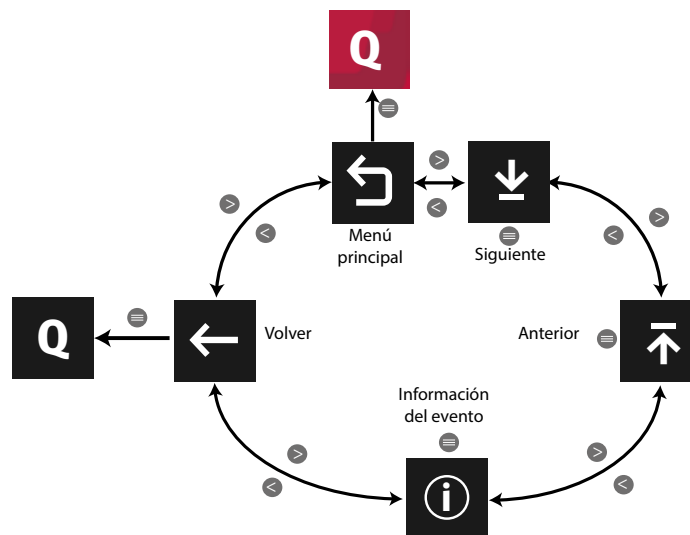 Q
Menú
principal
Siguiente
Q
Volver
Anterior
Información
del evento